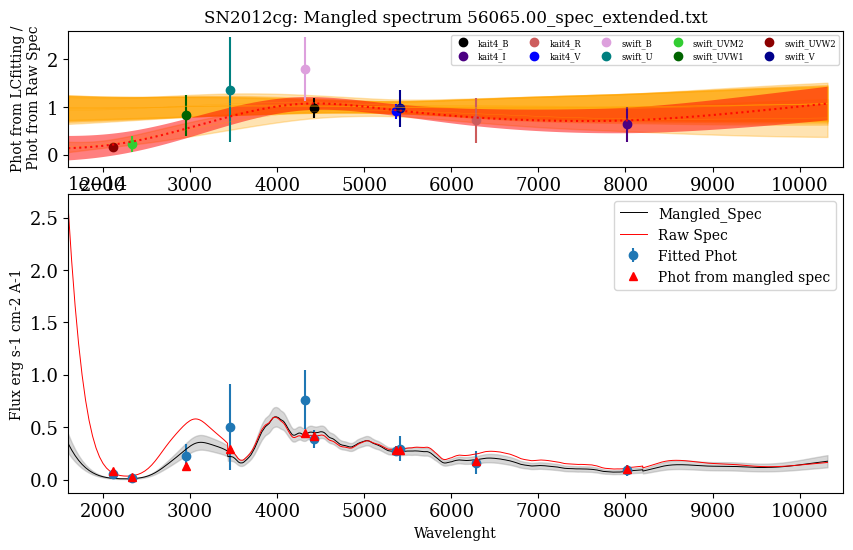 SN2012cg: Mangled spectrum 56065.00_spec_extended.txt
Phot from LCfitting /
Phot from Raw Spec
2
1
0
kait4_B kait4_R swift_B swift_UVM2 swift_UVW2
kait4_I kait4_V swift_U swift_UVW1 swift_V
2000 3000 4000 5000 6000 7000 8000 9000 10000
1e−14
Flux erg s-1 cm-2 A-1
2.5
2.0
1.5
1.0
0.5
0.0
Mangled_Spec
Raw Spec
Fitted Phot
Phot from mangled spec
2000 3000 4000 5000 6000 7000 8000 9000 10000
Wavelenght